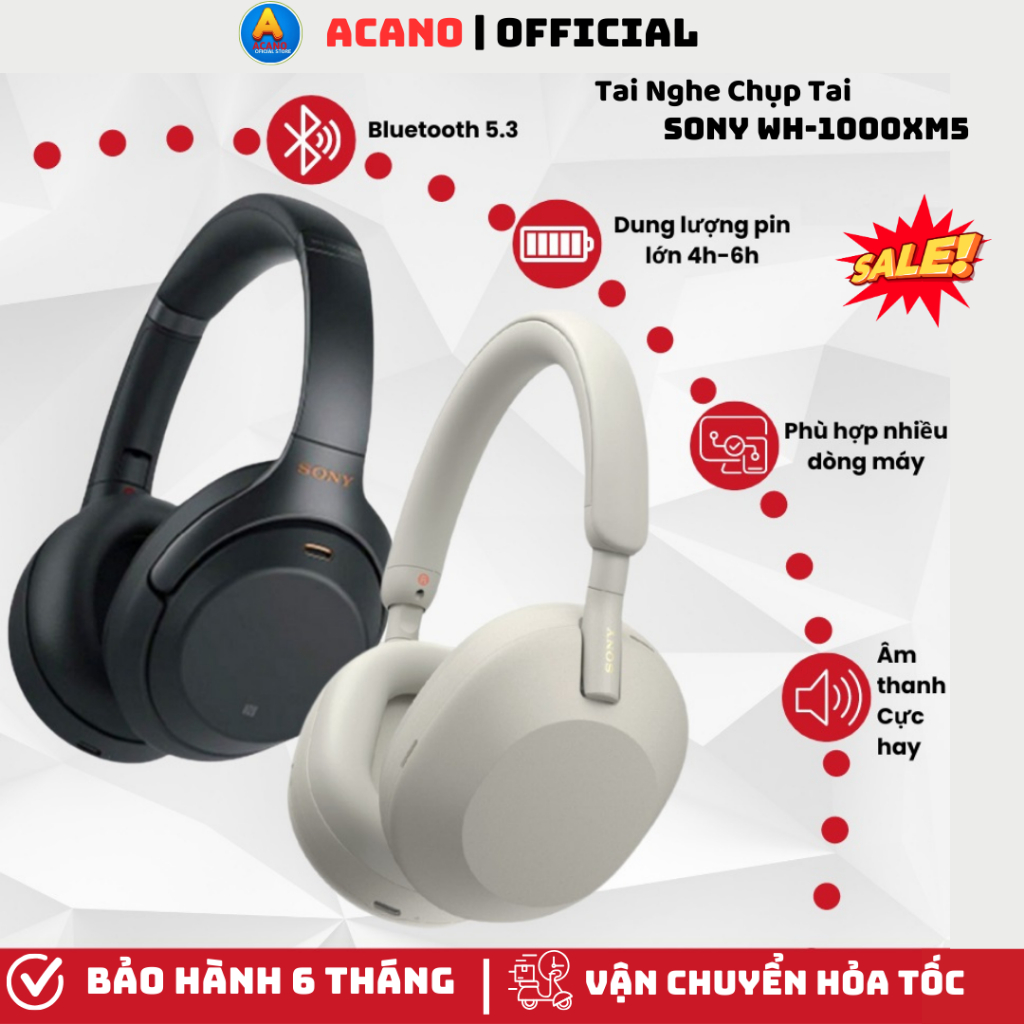 A
ACANO
OFICIAL STORE
ACANO | OFFICIAL
Tai Nghe Chụp Tai
SONY WH-1000XM5
Bluetooth 5.3
Dung lượng pin
lớn 4h-6h
SALE!
Phù hợp nhiều
dòng máy
SONY
SONY
Âm
thanh
Cực
hay
BẢO HÀNH 6 THÁNG | VẬN CHUYỂN HỎA TỐC